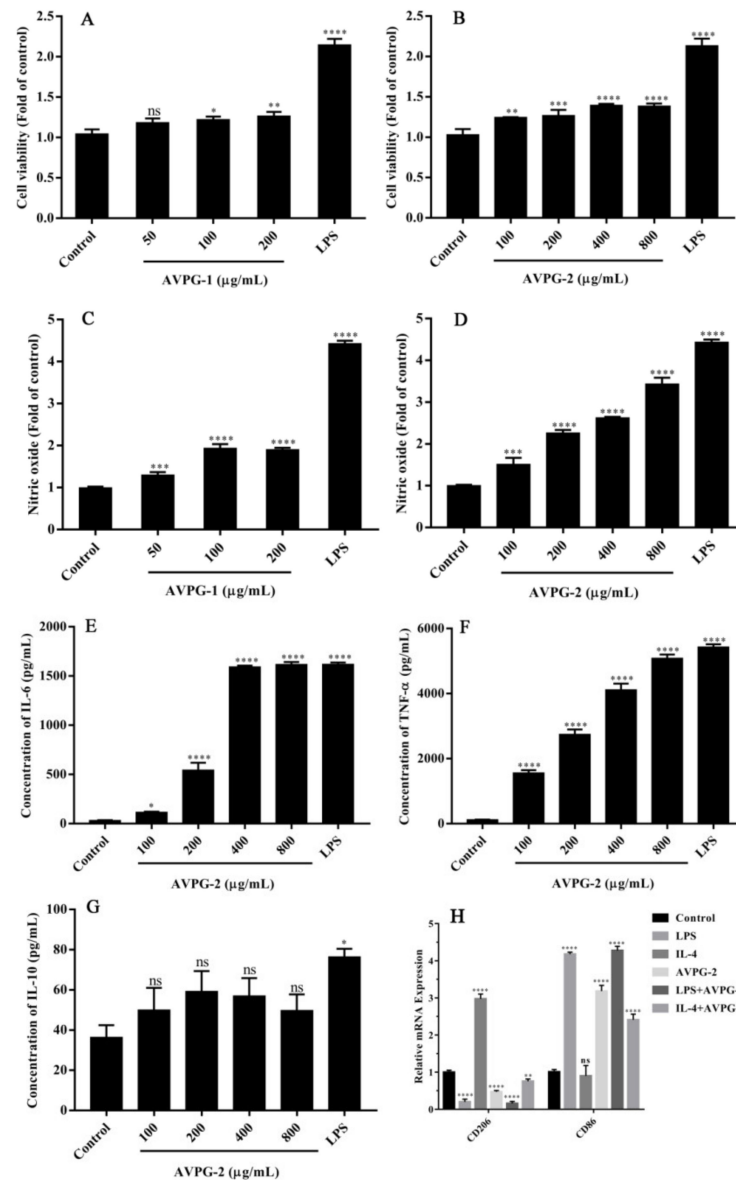 A
Cell viability (Fold of control)
2.5
2.0
1.5
1.0
0.5
0.0
ns
*
**
****
Control
50
100
200
LPS
AVPG-1 (μg/mL)
B
Cell viability (Fold of control)
2.5
2.0
1.5
1.0
0.5
0.0
**
***
****
****
****
Control
100
200
400
800
LPS
AVPG-2 (μg/mL)
C
Nitric oxide (Fold of control)
5
4
3
2
1
0
***
****
****
****
Control
50
100
200
LPS
AVPG-1 (μg/mL)
D
Nitric oxide (Fold of control)
5
4
3
2
1
0
***
****
****
****
****
Control
100
200
400
800
LPS
AVPG-2 (μg/mL)
E
Concentration of IL-6 (pg/mL)
2000
1500
1000
500
0
*
****
****
****
****
Control
100
200
400
800
LPS
AVPG-2 (μg/mL)
F
Concentration of TNF-α (pg/mL)
6000
4000
2000
0
****
****
****
****
****
Control
100
200
400
800
LPS
AVPG-2 (μg/mL)
G
Concentration of IL-10 (pg/mL)
100
80
60
40
20
0
ns
ns
ns
ns
*
Control
100
200
400
800
LPS
AVPG-2 (μg/mL)
H
Relative mRNA Expression
5
4
3
2
1
0
****
****
****
****
**
****
ns
****
****
****
CD206
CD86
Control
LPS
IL-4
AVPG-2
LPS+AVPG-
IL-4+AVPG